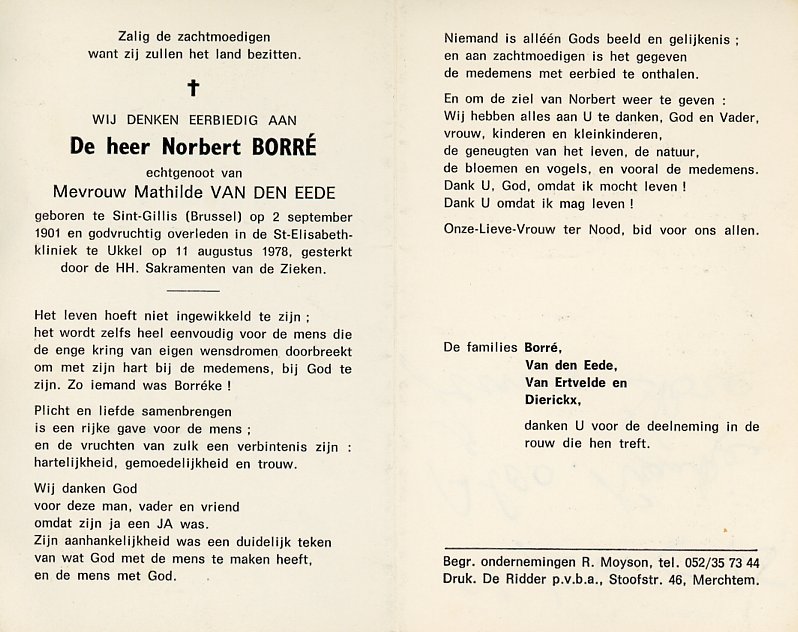 Zalig de zachtmoedigen
want zij zullen het land bezitten.
✝
WIJ DENKEN EERBIEDIG AAN
De heer Norbert BORRÉ
echtgenoot van
Mevrouw Mathilde VAN DEN EEDE
geboren te Sint-Gillis (Brussel) op 2 september
1901 en godvruchtig overleden in de St-Elisabeth-
kliniek te Ukkel op 11 augustus 1978, gesterkt
door de HH. Sakramenten van de Zieken.
Het leven hoeft niet ingewikkeld te zijn ;
het wordt zelfs heel eenvoudig voor de mens die
de enge kring van eigen wensdromen doorbreekt
om met zijn hart bij de medemens, bij God te
zijn. Zo iemand was Borréke !
Plicht en liefde samenbrengen
is een rijke gave voor de mens ;
en de vruchten van zulk een verbintenis zijn :
hartelijkheid, gemoedelijkheid en trouw.
Wij danken God
voor deze man, vader en vriend
omdat zijn ja een JA was.
Zijn aanhankelijkheid was een duidelijk teken
van wat God met de mens te maken heeft,
en de mens met God.
Niemand is alléén Gods beeld en gelijkenis ;
en aan zachtmoedigen is het gegeven
de medemens met eerbied te onthalen.
En om de ziel van Norbert weer te geven :
Wij hebben alles aan U te danken, God en Vader,
vrouw, kinderen en kleinkinderen,
de geneugten van het leven, de natuur,
de bloemen en vogels, en vooral de medemens.
Dank U, God, omdat ik mocht leven !
Dank U omdat ik mag leven !
Onze-Lieve-Vrouw ter Nood, bid voor ons allen.
De families Borré,
Van den Eede,
Van Ertvelde en
Dierickx,
danken U voor de deelneming in de
rouw die hen treft.
Begr. ondernemingen R. Moyson, tel. 052/35 73 44
Druk. De Ridder p.v.b.a., Stoofstr. 46, Merchtem.